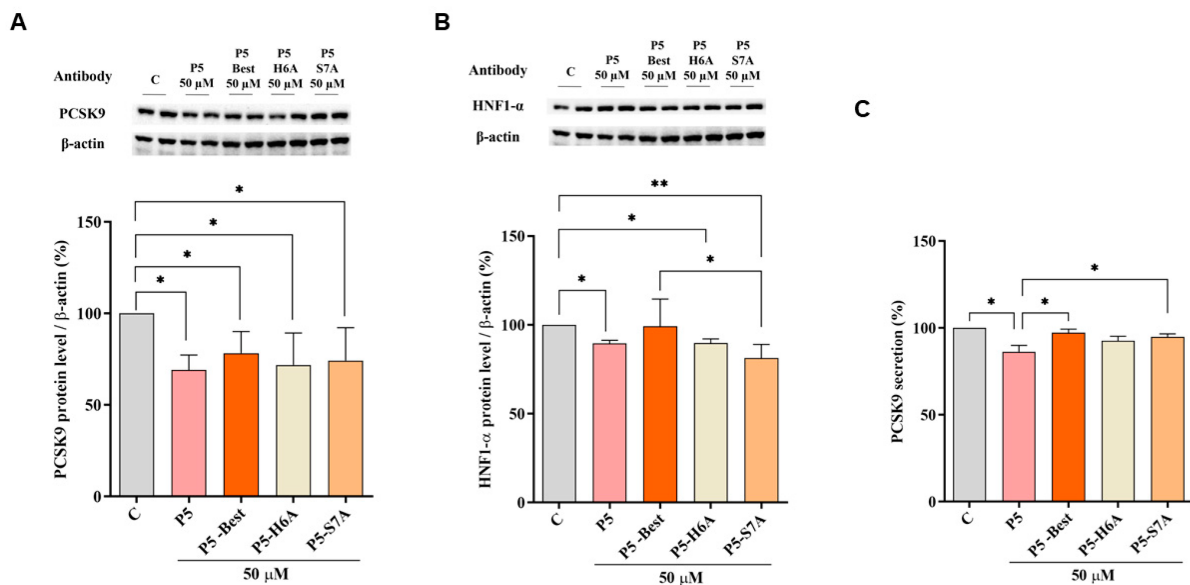 A
Antibody
C
P5
50 µM
P5
Best
50 µM
P5
H6A
50 µM
P5
S7A
50 µM
PCSK9
β-actin
*
*
*
*
PCSK9 protein level / β-actin (%)
150
100
50
0
C
P5
P5 -Best
P5-H6A
P5-S7A
50 µM
B
Antibody
C
P5
50 µM
P5
Best
50 µM
P5
H6A
50 µM
P5
S7A
50 µM
HNF1-α
β-actin
**
*
*
*
HNF1-α protein level / β-actin (%)
150
100
50
0
C
P5
P5 -Best
P5-H6A
P5-S7A
50 µM
C
*
*
*
PCSK9 secretion (%)
150
100
50
0
C
P5
P5 -Best
P5-H6A
P5-S7A
50 µM